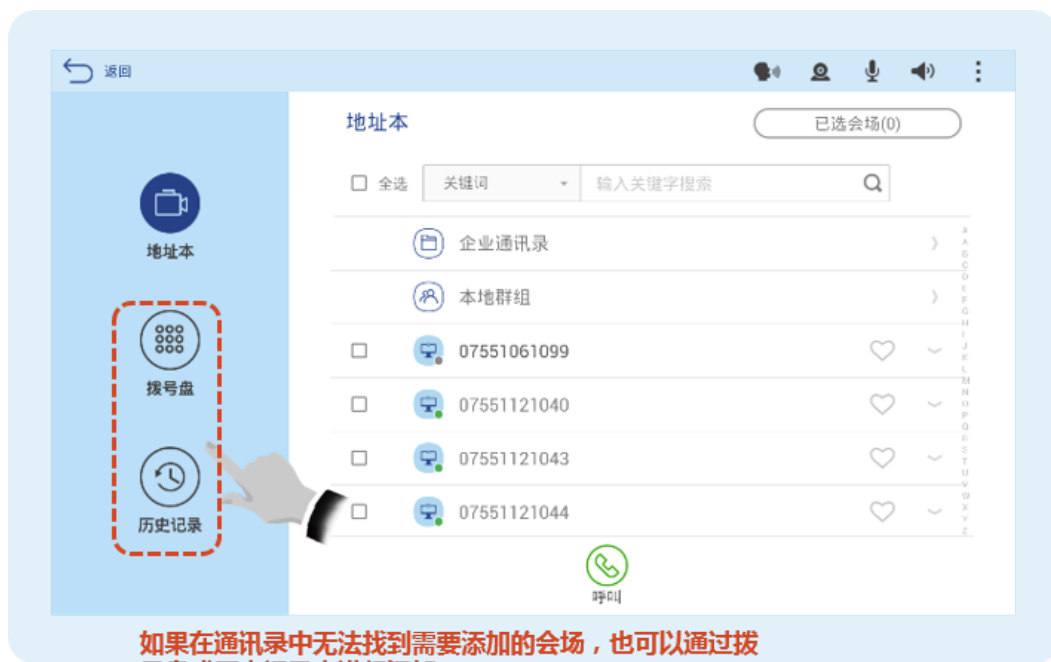 返回
地址本
已选会场(0)
全选
关键词
输入关键字搜索
企业通讯录
本地群组
07551061099
07551121040
07551121043
07551121044
呼叫
地址本
拨号盘
历史记录
A
A
B
C
D
E
F
G
H
I
J
K
L
M
N
O
P
Q
R
S
T
U
V
W
X
Y
Z
如果在通讯录中无法找到需要添加的会场，也可以通过拨